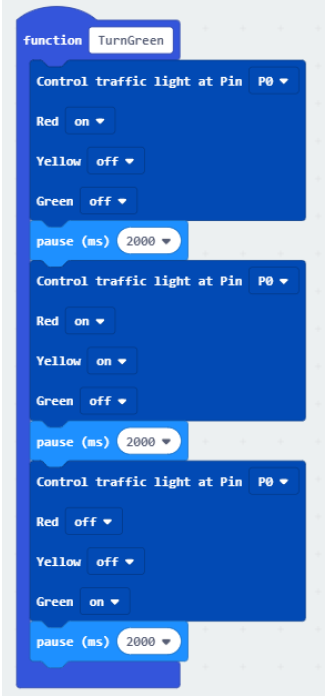 function TurnGreen
Control traffic light at Pin P0
Red on
Yellow off
Green off
pause (ms) 2000
Control traffic light at Pin P0
Red on
Yellow on
Green off
pause (ms) 2000
Control traffic light at Pin P0
Red off
Yellow off
Green on
pause (ms) 2000